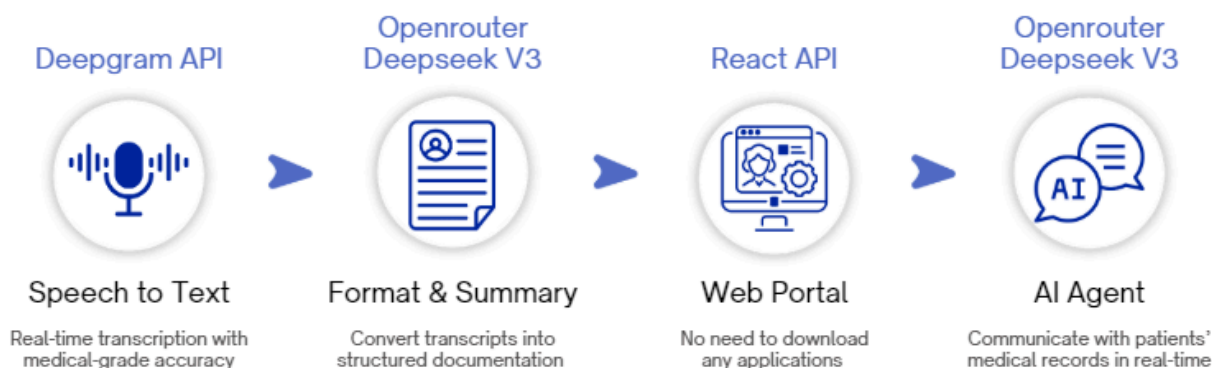 Deepgram API
Openrouter
Deepseek V3
React API
Openrouter
Deepseek V3
AI
Speech to Text
Format & Summary
Web Portal
AI Agent
Real-time transcription with
medical-grade accuracy
Convert transcripts into
structured documentation
No need to download
any applications
Communicate with patients'
medical records in real-time